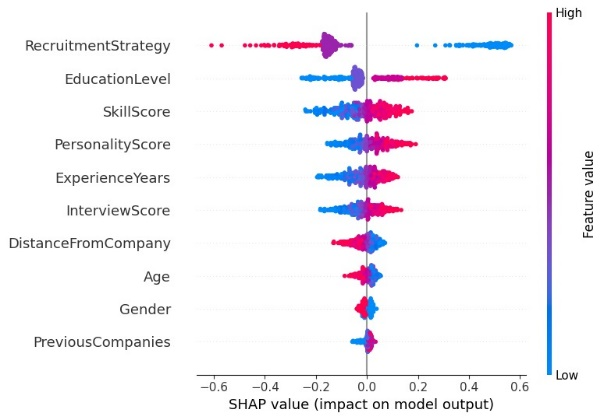 High
RecruitmentStrategy
EducationLevel
SkillScore
PersonalityScore
ExperienceYears
InterviewScore
DistanceFromCompany
Age
Gender
PreviousCompanies
Feature value
Low
−0.6 −0.4 −0.2 0.0 0.2 0.4 0.6
SHAP value (impact on model output)